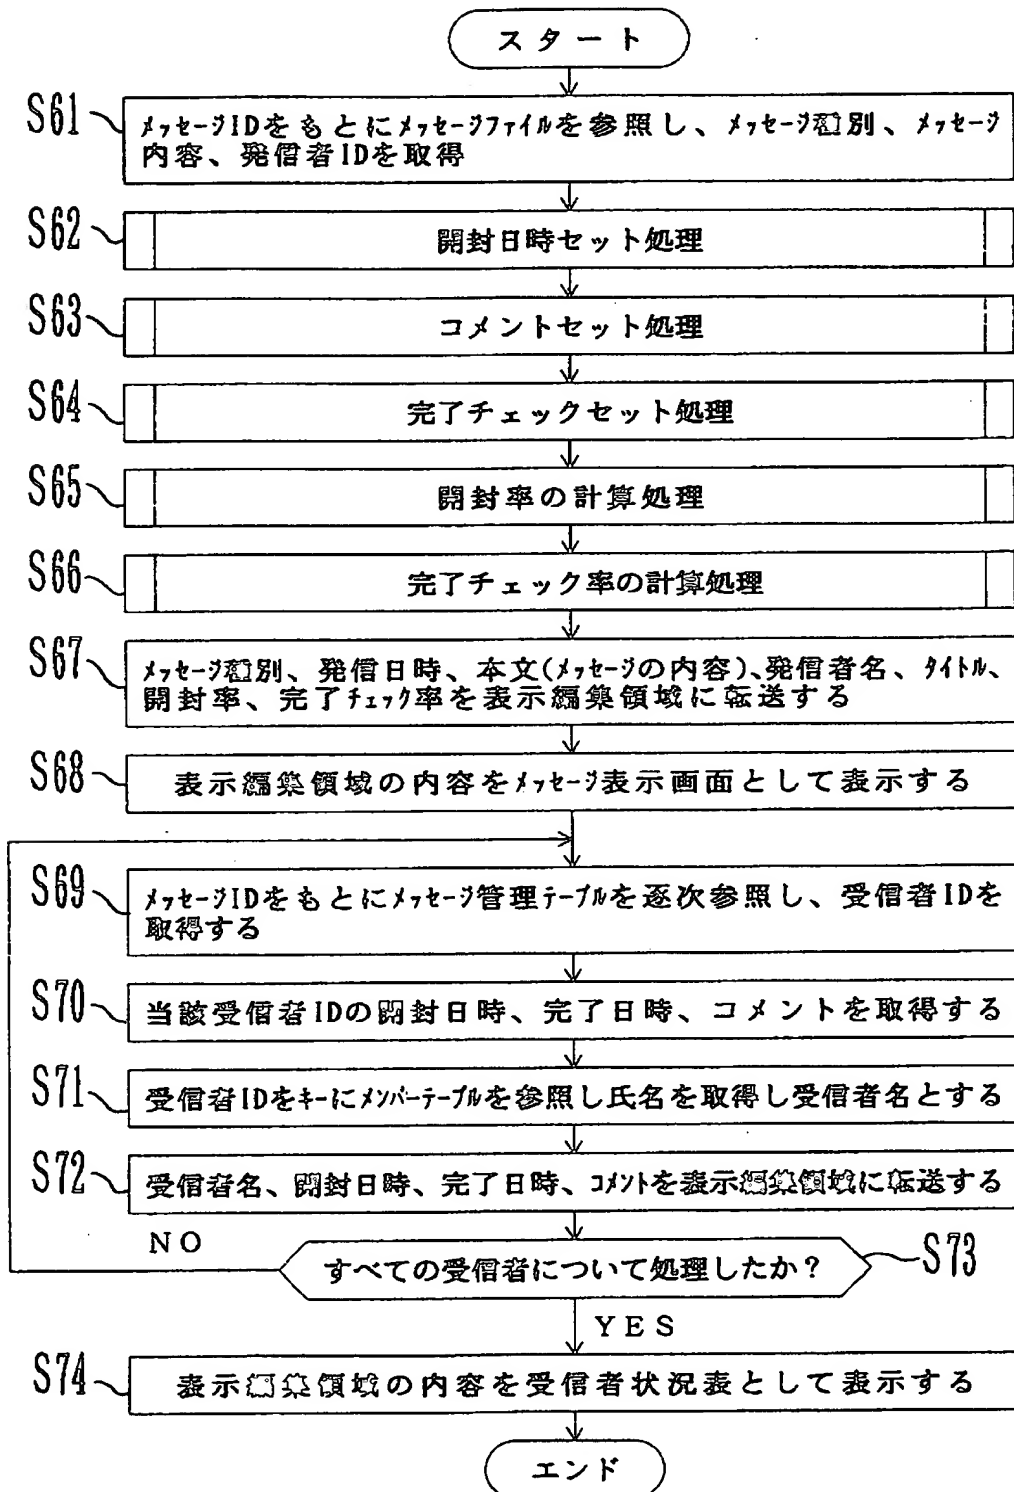 スタート
S61
メッセージIDをもとにメッセージファイルを参照し、メッセージ種別、メッセージ
内容、発信者IDを取得
S62
開封日時セット処理
S63
コメントセット処理
S64
完了チェックセット処理
S65
開封率の計算処理
S66
完了チェック率の計算処理
S67
メッセージ種別、発信日時、本文(メッセージの内容)、発信者名、タイトル、
開封率、完了チェック率を表示編集領域に転送する
S68
表示編集領域の内容をメッセージ表示画面として表示する
S69
メッセージIDをもとにメッセージ管理テーブルを逐次参照し、受信者IDを
取得する
S70
当該受信者IDの開封日時、完了日時、コメントを取得する
S71
受信者IDをキーにメンバーテーブルを参照し氏名を取得し受信者名とする
S72
受信者名、開封日時、完了日時、コメントを表示編集領域に転送する
NO
すべての受信者について処理したか？
S73
YES
S74
表示編集領域の内容を受信者状況表として表示する
エンド